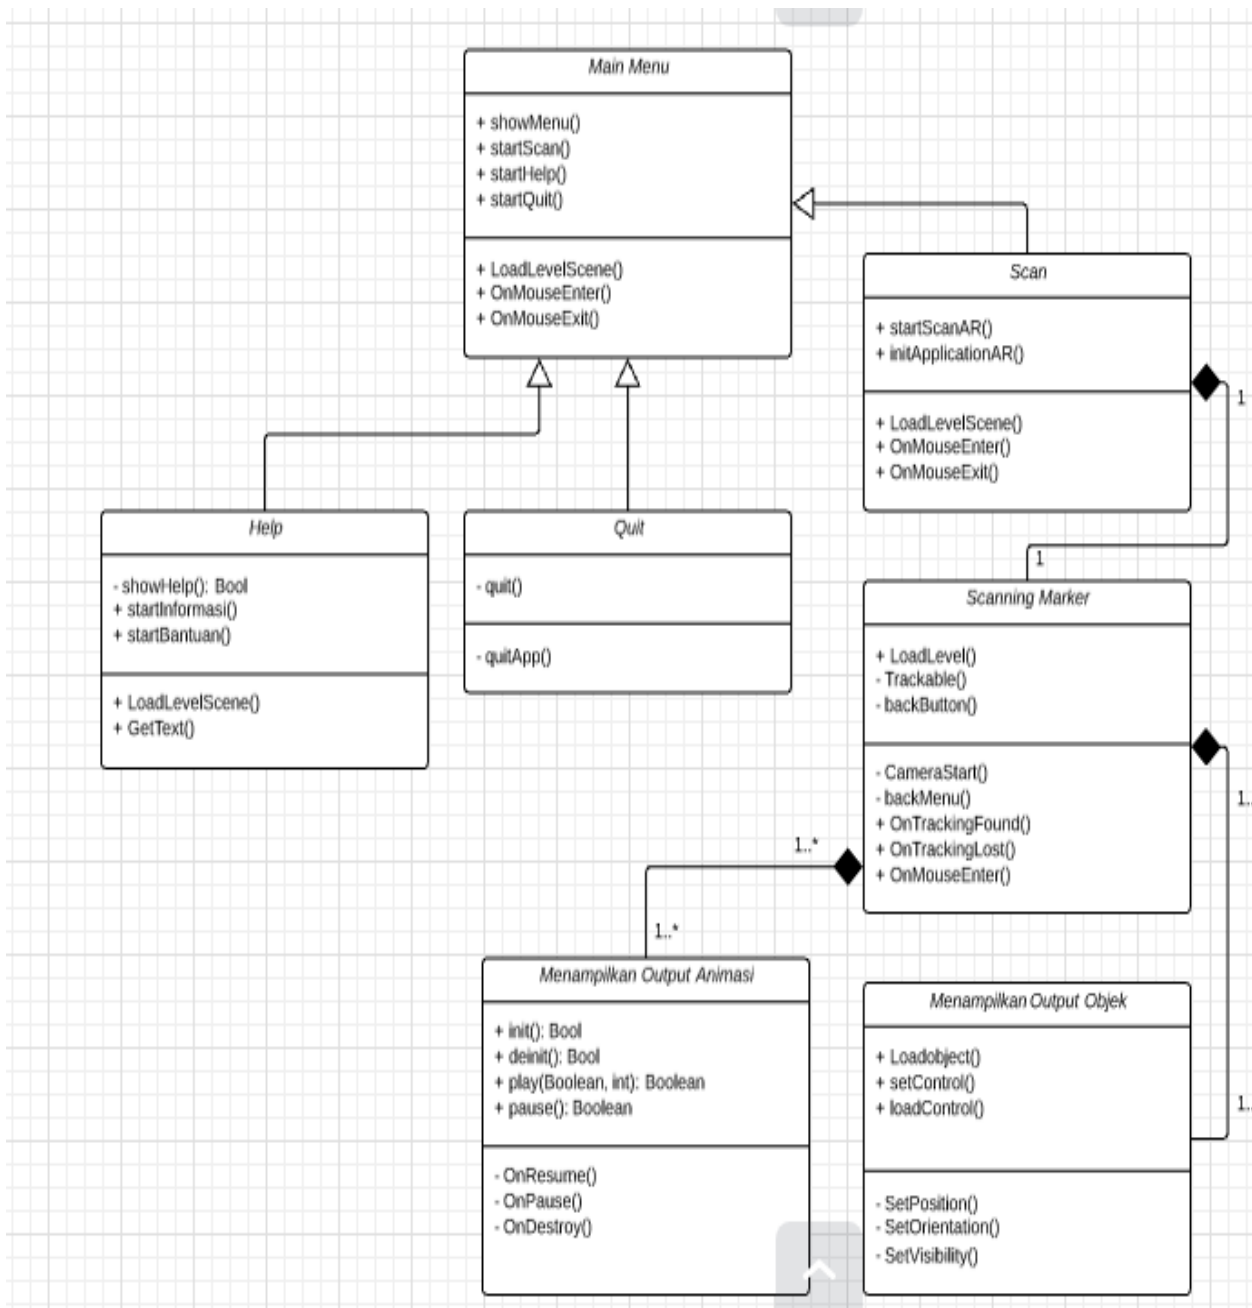 Main Menu
+ showMenu()
+ startScan()
+ startHelp()
+ startQuit()
+ LoadLevelScene()
+ OnMouseEnter()
+ OnMouseExit()
Scan
+ startScanAR()
+ initApplicationAR()
+ LoadLevelScene()
+ OnMouseEnter()
+ OnMouseExit()
1
1
Help
- showHelp(): Bool
+ startInformasi()
+ startBantuan()
+ LoadLevelScene()
+ GetText()
Quit
- quit()
- quitApp()
Scanning Marker
+ LoadLevel()
- Trackable()
- backButton()
- CameraStart()
- backMenu()
+ OnTrackingFound()
+ OnTrackingLost()
+ OnMouseEnter()
1..
1..*
1..*
Menampilkan Output Animasi
+ init(): Bool
+ deinit(): Bool
+ play(Boolean, int): Boolean
+ pause(): Boolean
- OnResume()
- OnPause()
- OnDestroy()
Menampilkan Output Objek
+ Loadobject()
+ setControl()
+ loadControl()
- SetPosition()
- SetOrientation()
- SetVisibility()
1..